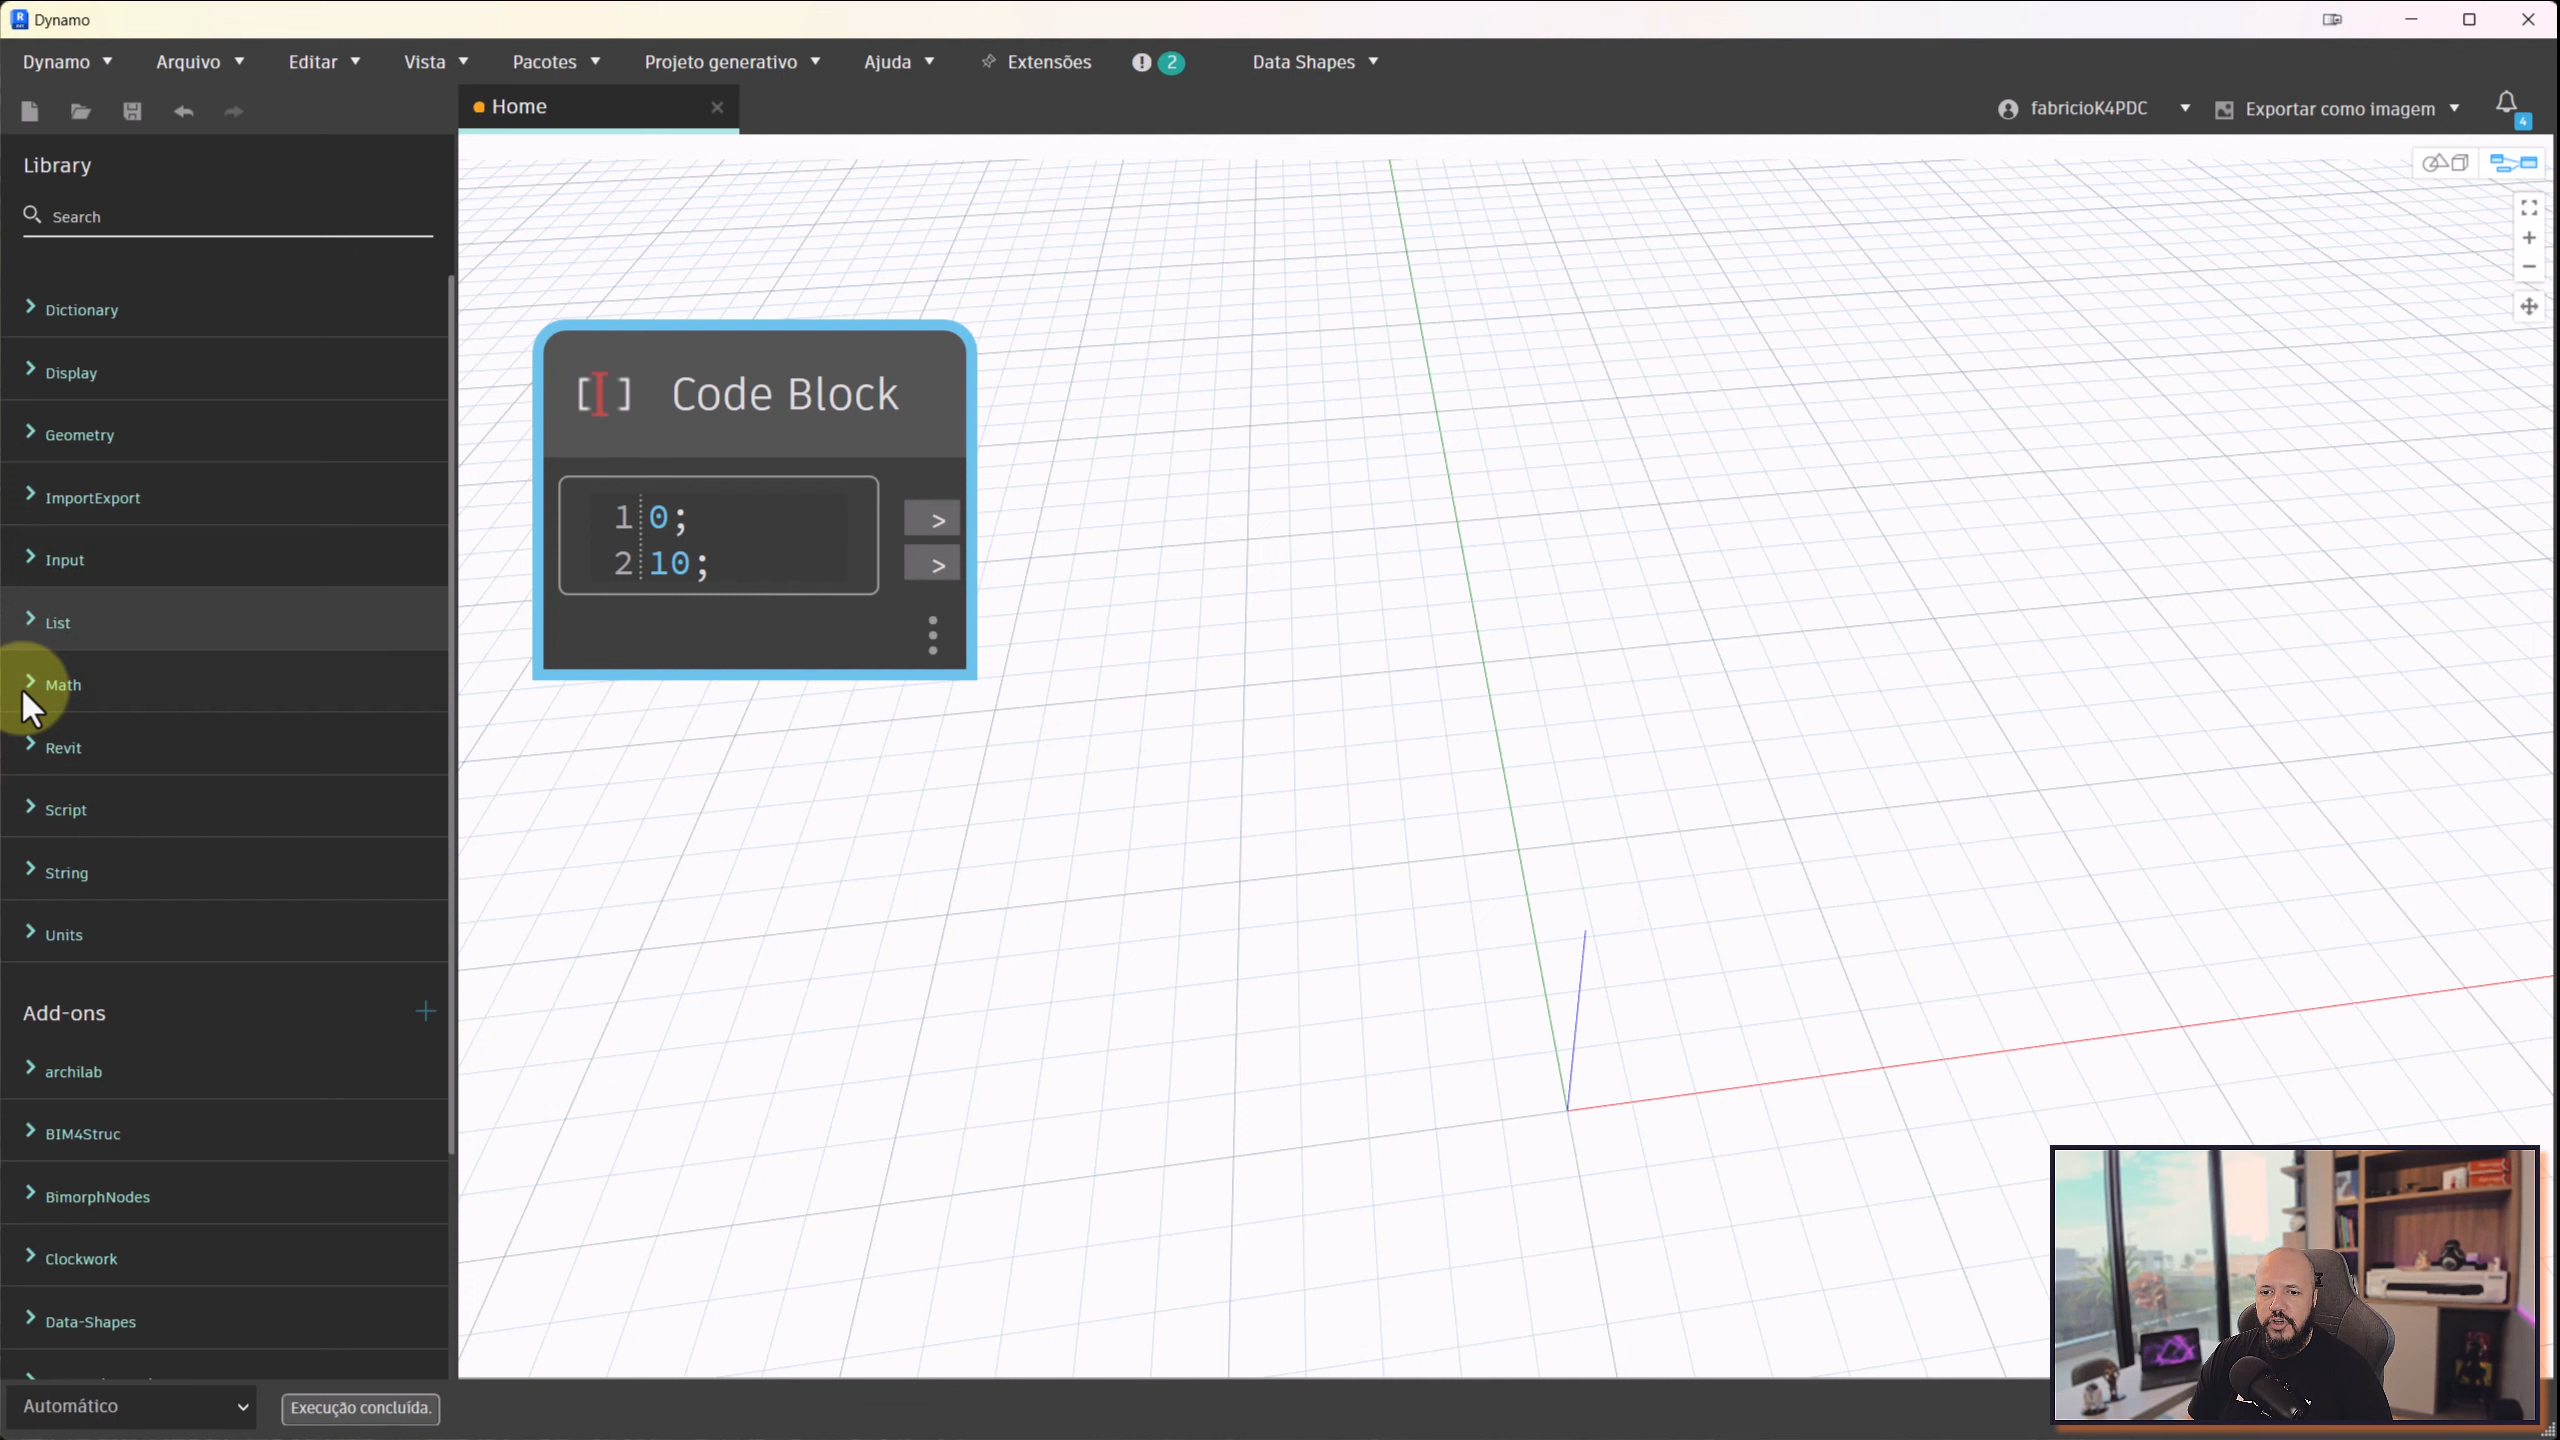 Dynamo
Dynamo Arquivo Editar Vista Pacotes Projeto generativo Ajuda Extensões 2 Data Shapes
Home
fabricioK4PDC Exportar como imagem 4
Library
Search
Dictionary
Display
Geometry
ImportExport
Input
List
Math
Revit
Script
String
Units
Add-ons
archilab
BIM4Struc
BimorphNodes
Clockwork
Data-Shapes
Code Block
1 0;
2 10;
>
>
Automático
Execução concluída.